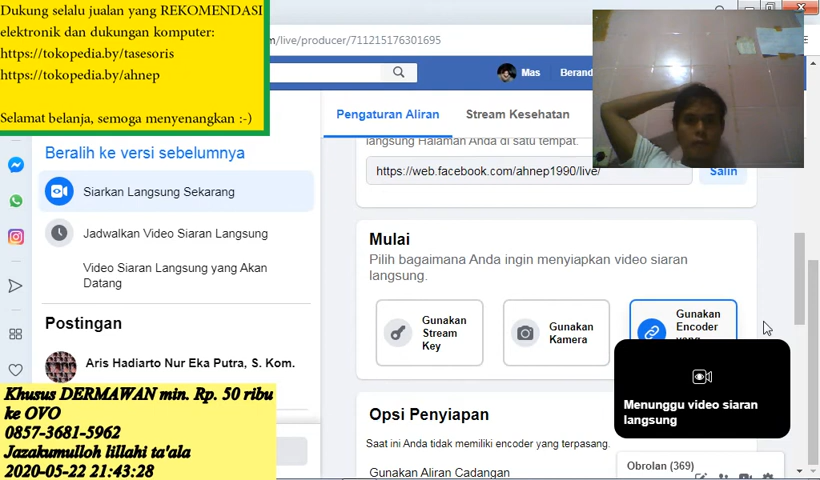 Dukung selalu jualan yang REKOMENDASI
elektronik dan dukungan komputer:
https://tokopedia.by/tasesoris
https://tokopedia.by/ahnep
Selamat belanja, semoga menyenangkan :-)
om/live/producer/711215176301695
Mas
Berand
Pengaturan Aliran
Stream Kesehatan
langsung Halaman Anda di satu tempat.
https://web.facebook.com/ahnep1990/live/
Salin
Beralih ke versi sebelumnya
Siarkan Langsung Sekarang
Jadwalkan Video Siaran Langsung
Video Siaran Langsung yang Akan
Datang
Postingan
Aris Hadiarto Nur Eka Putra, S. Kom.
Mulai
Pilih bagaimana Anda ingin menyiapkan video siaran
langsung.
Gunakan
Stream
Key
Gunakan
Kamera
Gunakan
Encoder
yang
Menunggu video siaran
langsung
Opsi Penyiapan
Saat ini Anda tidak memiliki encoder yang terpasang.
Gunakan Aliran Cadangan
Obrolan (369)
Khusus DERMAWAN min. Rp. 50 ribu
ke OVO
0857-3681-5962
Jazakumulloh lillahi ta'ala
2020-05-22 21:43:28